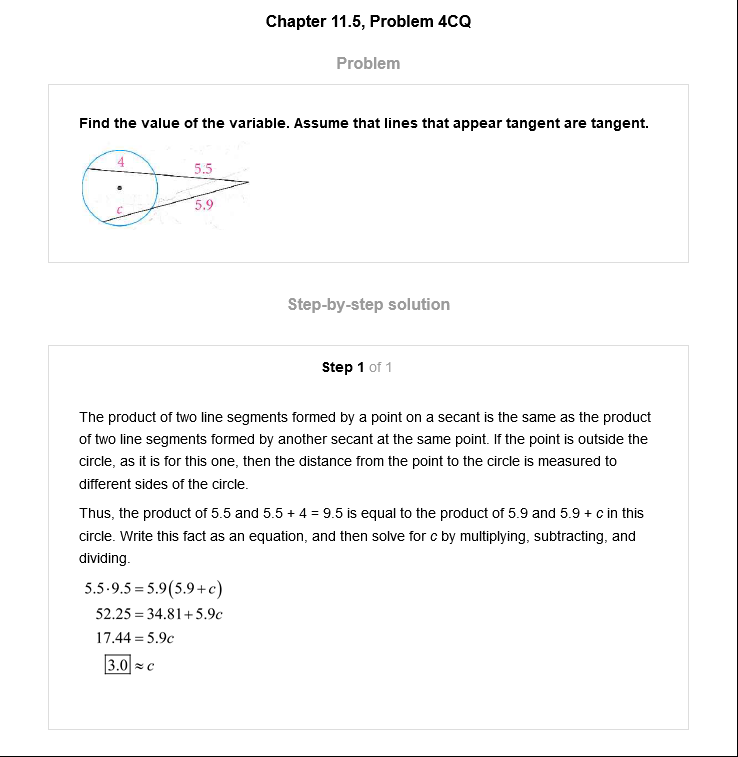 Chapter 11.5, Problem 4CQ
Problem
Find the value of the variable. Assume that lines that appear tangent are tangent.
4
5.5
c
5.9
Step-by-step solution
Step 1 of 1
The product of two line segments formed by a point on a secant is the same as the product
of two line segments formed by another secant at the same point. If the point is outside the
circle, as it is for this one, then the distance from the point to the circle is measured to
different sides of the circle.
Thus, the product of 5.5 and 5.5 + 4 = 9.5 is equal to the product of 5.9 and 5.9 + c in this
circle. Write this fact as an equation, and then solve for c by multiplying, subtracting, and
dividing.
5.5·9.5 = 5.9(5.9+c)
52.25 = 34.81+5.9c
17.44 = 5.9c
3.0 ≈ c